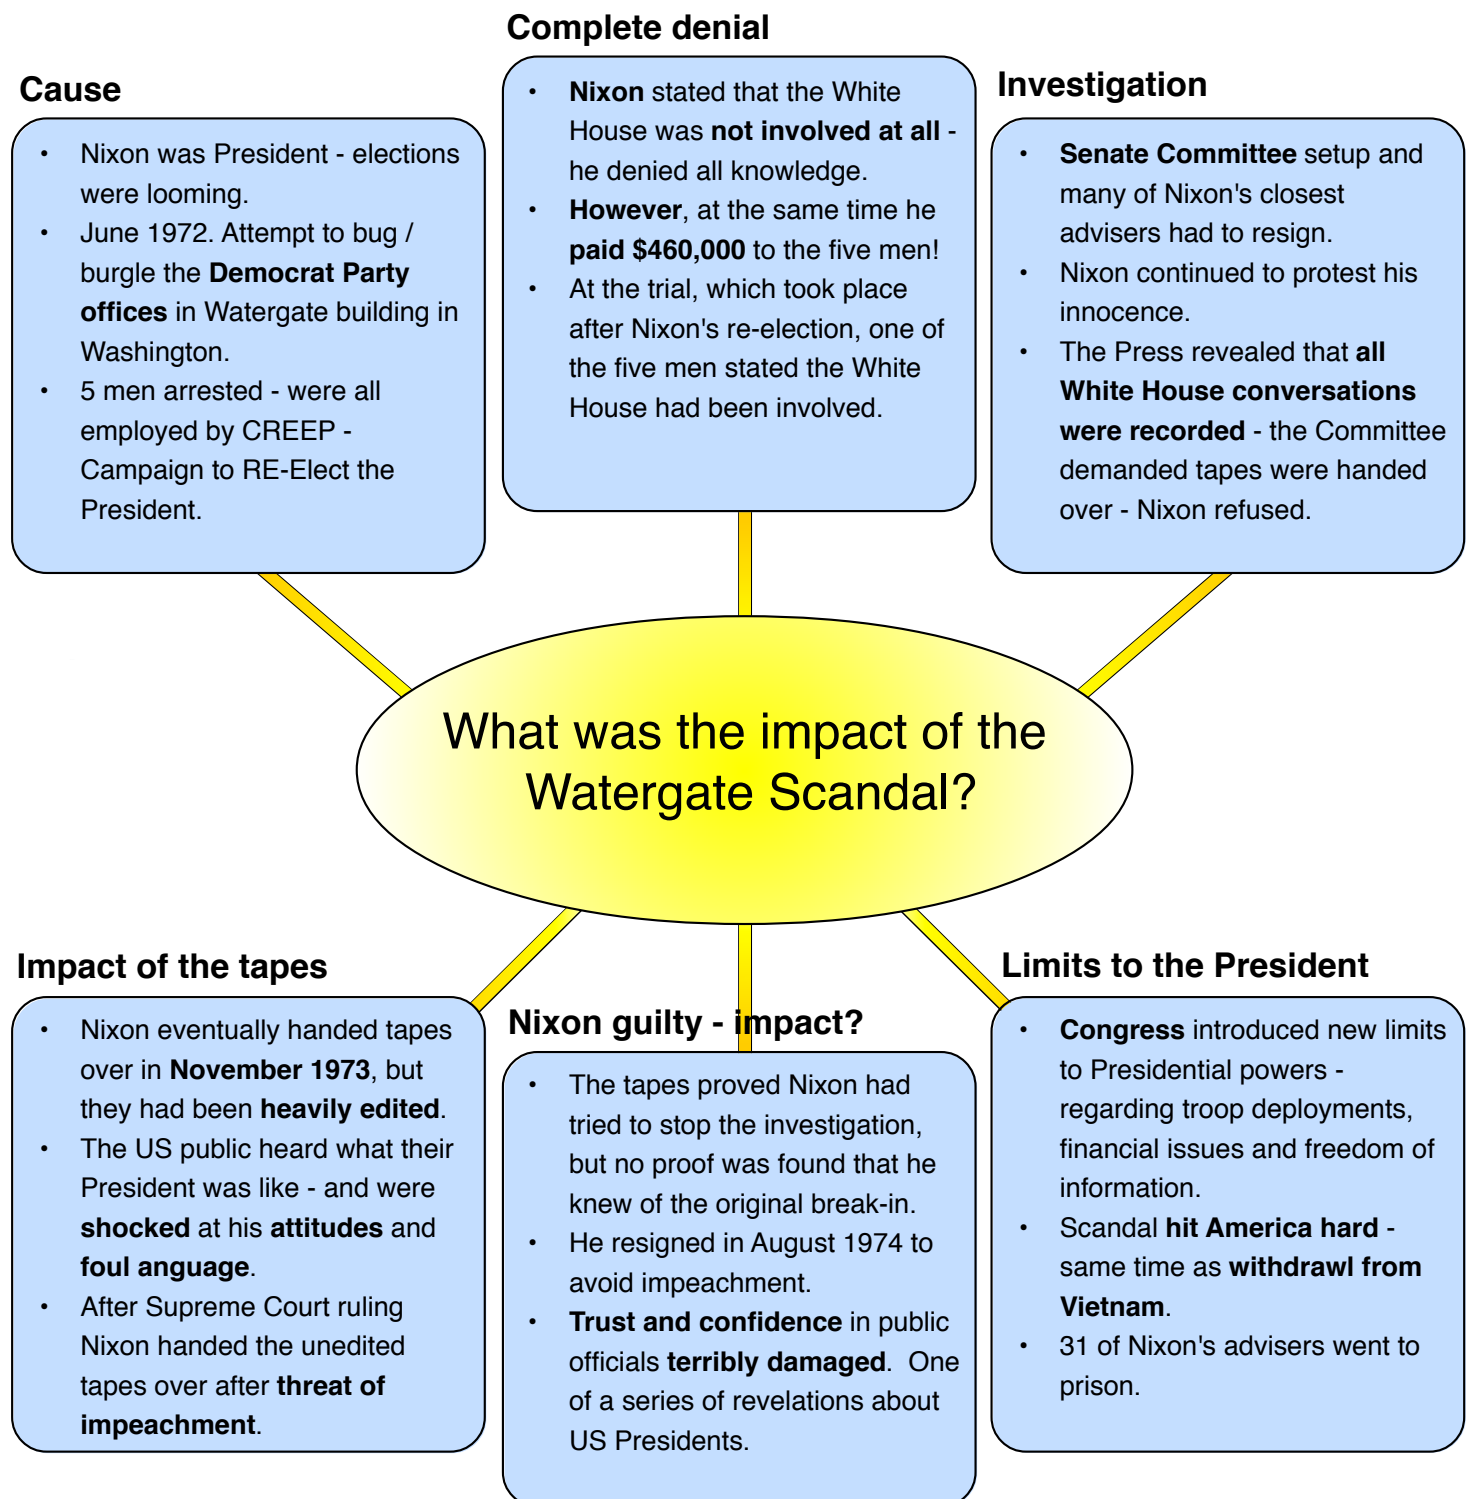 Complete denial
Cause
Investigation
• Nixon was President - elections
were looming.
• June 1972. Attempt to bug /
burgle the Democrat Party
offices in Watergate building in
Washington.
• 5 men arrested - were all
employed by CREEP -
Campaign to RE-Elect the
President.
• Nixon stated that the White
House was not involved at all -
he denied all knowledge.
• However, at the same time he
paid $460,000 to the five men!
• At the trial, which took place
after Nixon's re-election, one of
the five men stated the White
House had been involved.
• Senate Committee setup and
many of Nixon's closest
advisers had to resign.
• Nixon continued to protest his
innocence.
• The Press revealed that all
White House conversations
were recorded - the Committee
demanded tapes were handed
over - Nixon refused.
What was the impact of the
Watergate Scandal?
Impact of the tapes
• Nixon eventually handed tapes
over in November 1973, but
they had been heavily edited.
• The US public heard what their
President was like - and were
shocked at his attitudes and
foul anguage.
• After Supreme Court ruling
Nixon handed the unedited
tapes over after threat of
impeachment.
Nixon guilty - impact?
• The tapes proved Nixon had
tried to stop the investigation,
but no proof was found that he
knew of the original break-in.
• He resigned in August 1974 to
avoid impeachment.
• Trust and confidence in public
officials terribly damaged.  One
of a series of revelations about
US Presidents.
Limits to the President
• Congress introduced new limits
to Presidential powers -
regarding troop deployments,
financial issues and freedom of
information.
• Scandal hit America hard -
same time as withdrawl from
Vietnam.
• 31 of Nixon's advisers went to
prison.